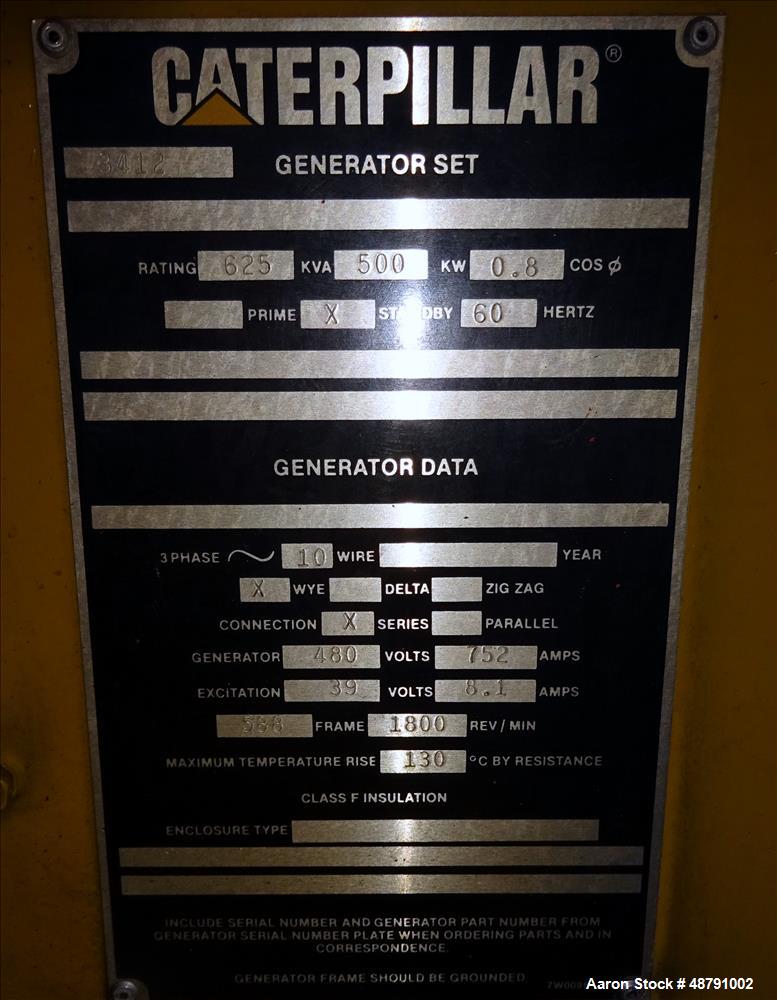 CATERPILLAR®
3412 GENERATOR SET
RATING 625 KVA 500 KW 0.8 COS ø
PRIME X STANDBY 60 HERTZ
GENERATOR DATA
3 PHASE ~ 10 WIRE YEAR
X WYE DELTA ZIG ZAG
CONNECTION X SERIES PARALLEL
GENERATOR 480 VOLTS 752 AMPS
EXCITATION 39 VOLTS 8.1 AMPS
588 FRAME 1800 REV / MIN
MAXIMUM TEMPERATURE RISE 130 °C BY RESISTANCE
CLASS F INSULATION
ENCLOSURE TYPE
INCLUDE SERIAL NUMBER AND GENERATOR PART NUMBER FROM
GENERATOR SERIAL NUMBER PLATE WHEN ORDERING PARTS AND IN
CORRESPONDENCE.
GENERATOR FRAME SHOULD BE GROUNDED.
Aaron Stock # 48791002